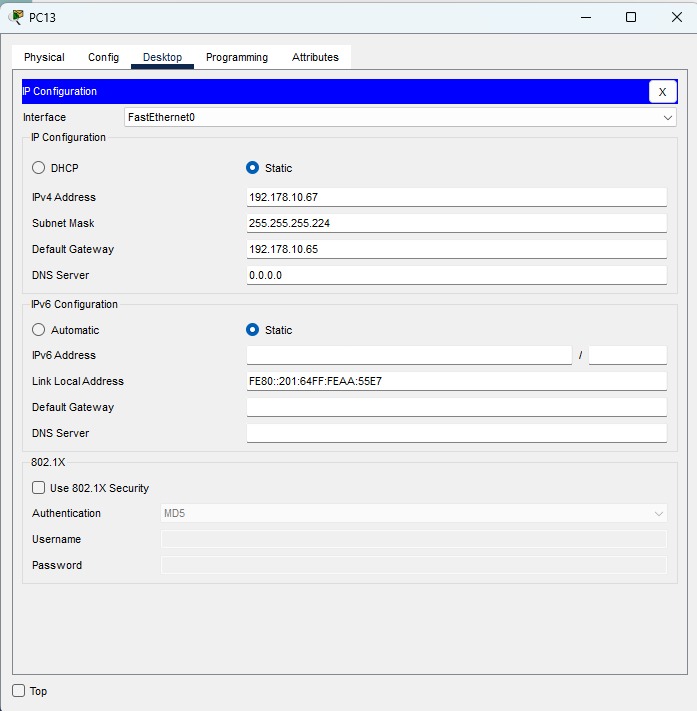 PC13
Physical Config Desktop Programming Attributes
IP Configuration X
Interface FastEthernet0
IP Configuration
DHCP Static
IPv4 Address 192.178.10.67
Subnet Mask 255.255.255.224
Default Gateway 192.178.10.65
DNS Server 0.0.0.0
IPv6 Configuration
Automatic Static
IPv6 Address /
Link Local Address FE80::201:64FF:FEAA:55E7
Default Gateway
DNS Server
802.1X
Use 802.1X Security
Authentication MD5
Username
Password
Top